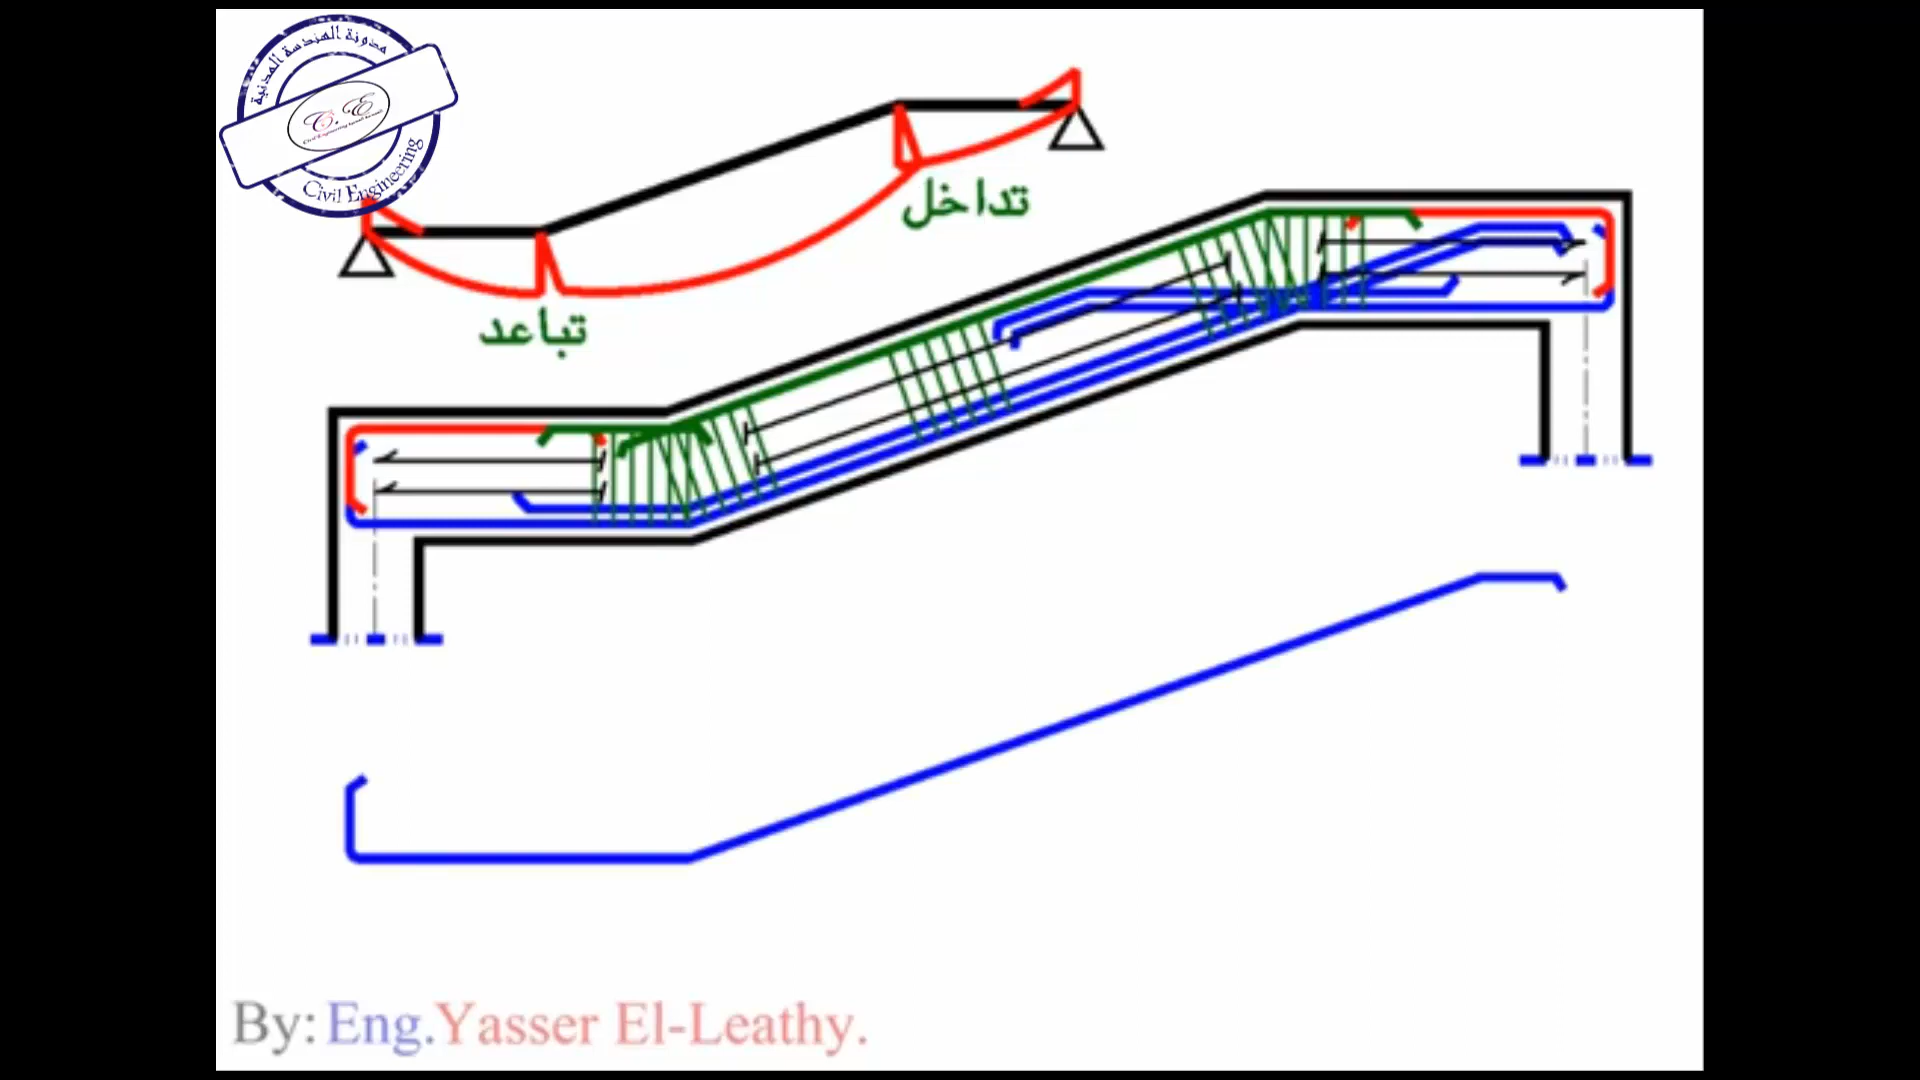 مدونة الهندسة المدنية
C.E
Civil Engineering
تداخل
تباعد
By: Eng.Yasser El-Leathy.